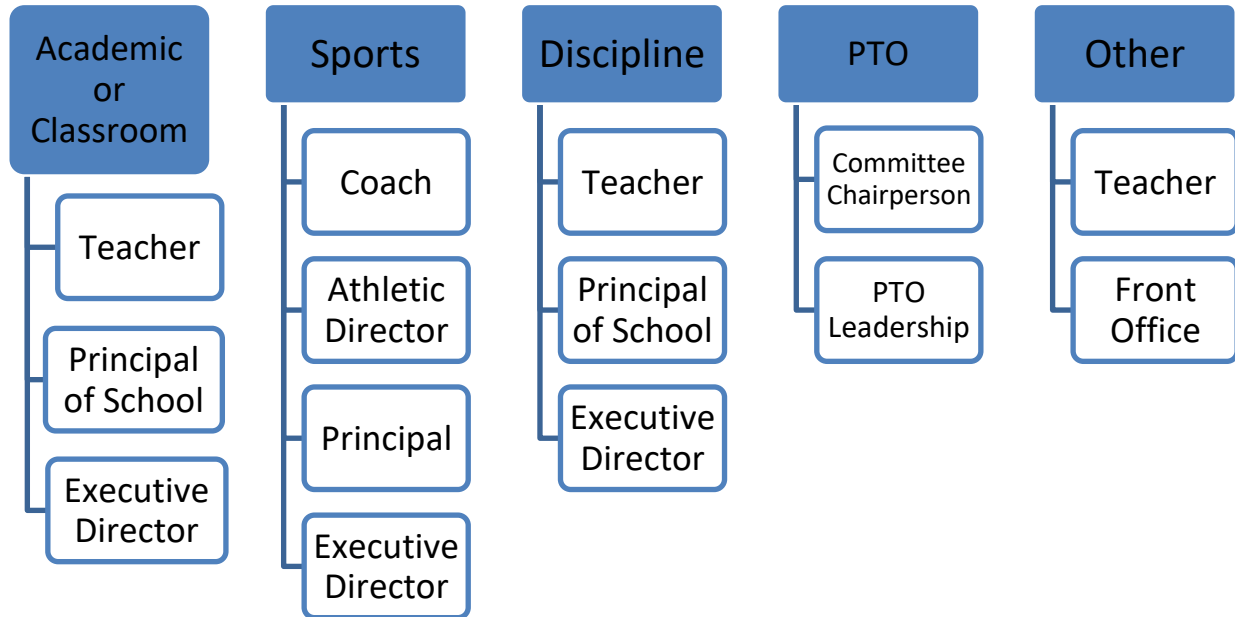 Academic
or
Classroom
Teacher
Principal
of School
Executive
Director
Sports
Coach
Athletic
Director
Principal
Executive
Director
Discipline
Teacher
Principal
of School
Executive
Director
PTO
Committee
Chairperson
PTO
Leadership
Other
Teacher
Front
Office